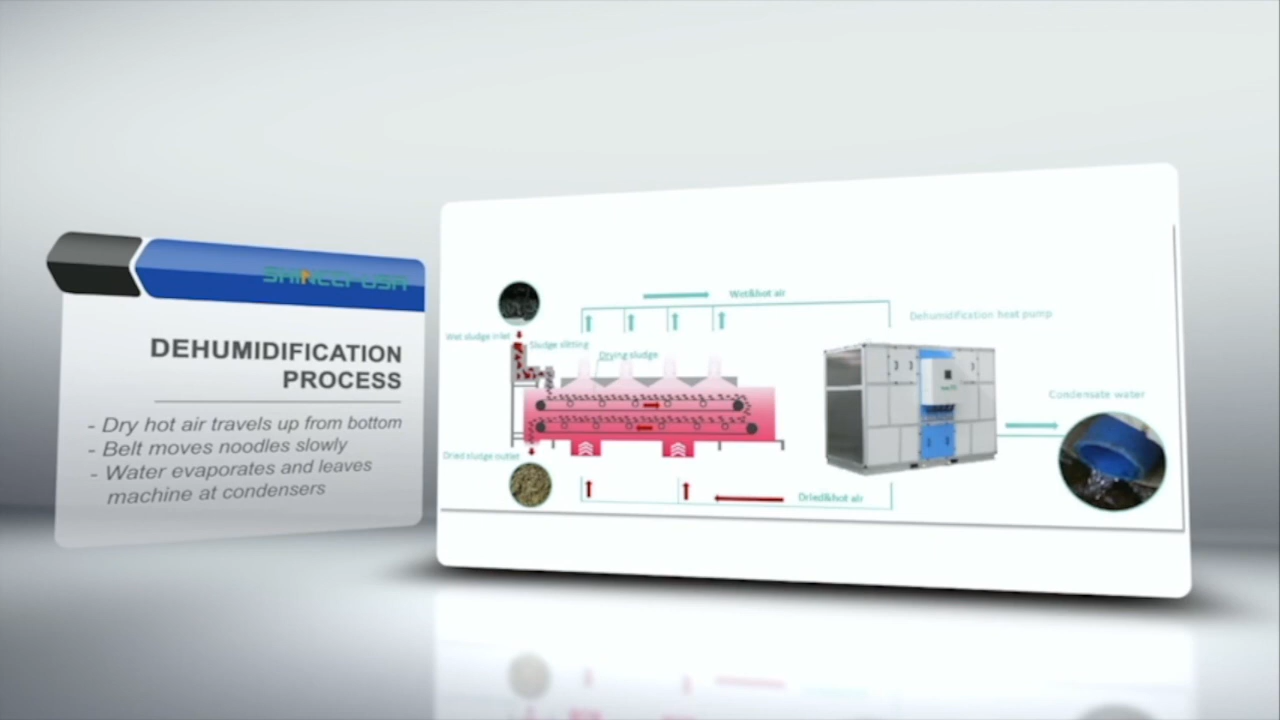 SHINCCI USA
DEHUMIDIFICATION
PROCESS
- Dry hot air travels up from bottom
- Belt moves noodles slowly
- Water evaporates and leaves
machine at condensers
Wet&hot air
Dehumidification heat pump
Wet sludge inlet
Sludge slitting
Drying sludge
Condensate water
Dried sludge outlet
Dried&hot air